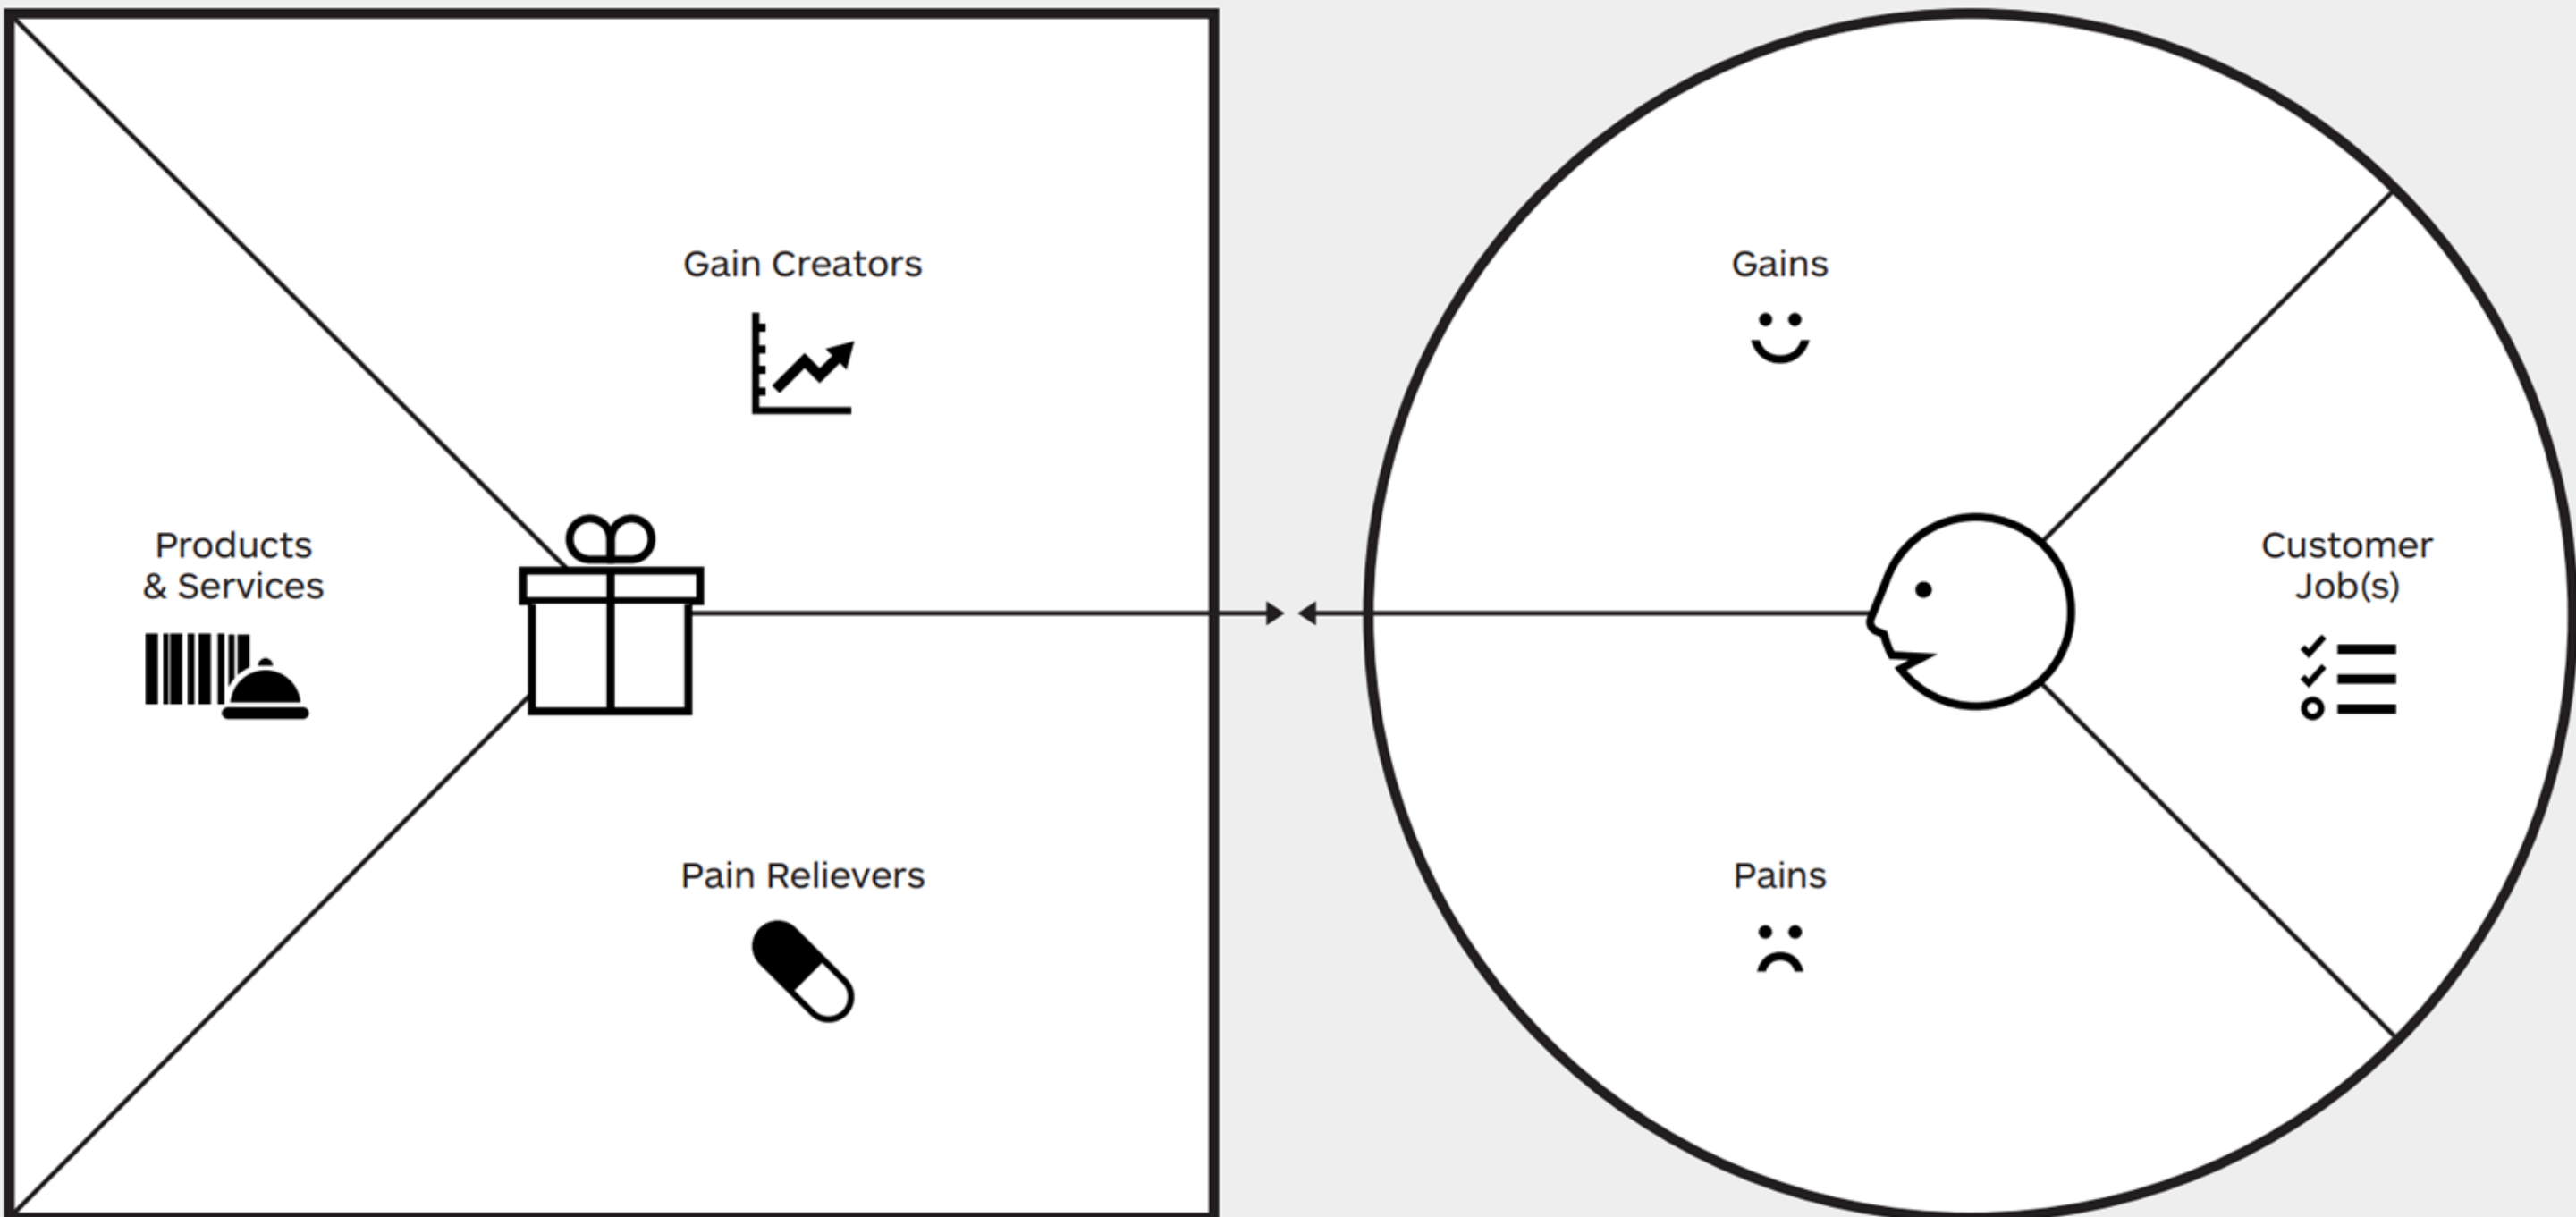 Gain Creators
Products
& Services
Pain Relievers
Gains
Customer
Job(s)
Pains